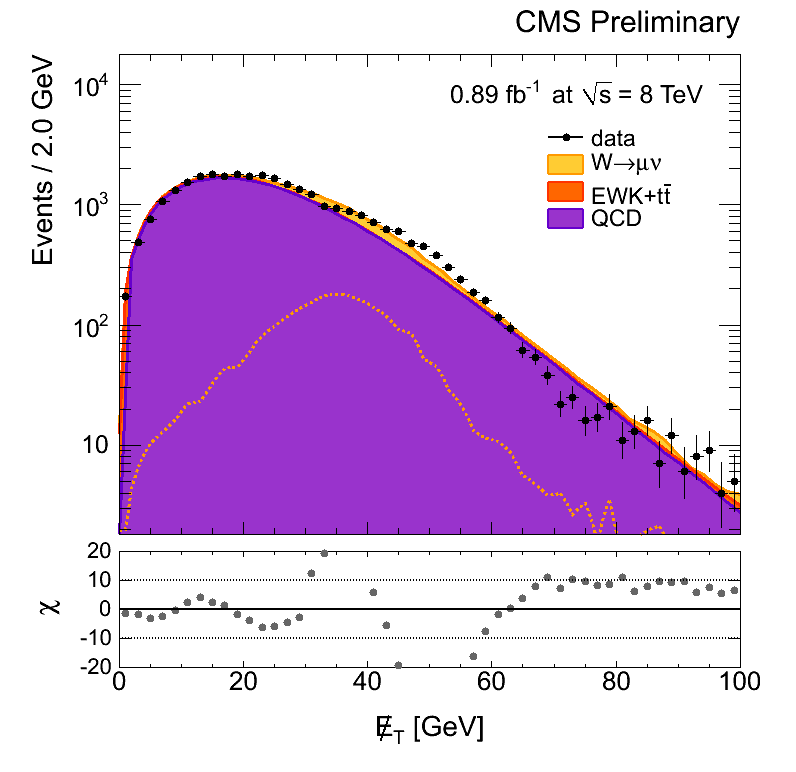 CMS Preliminary
0.89 fb⁻¹ at √s = 8 TeV
data
W→μν
EWK+tt̄
QCD
Events / 2.0 GeV
10⁴
10³
10²
10
20
10
0
-10
-20
χ
0 20 40 60 80 100
E̸_T [GeV]